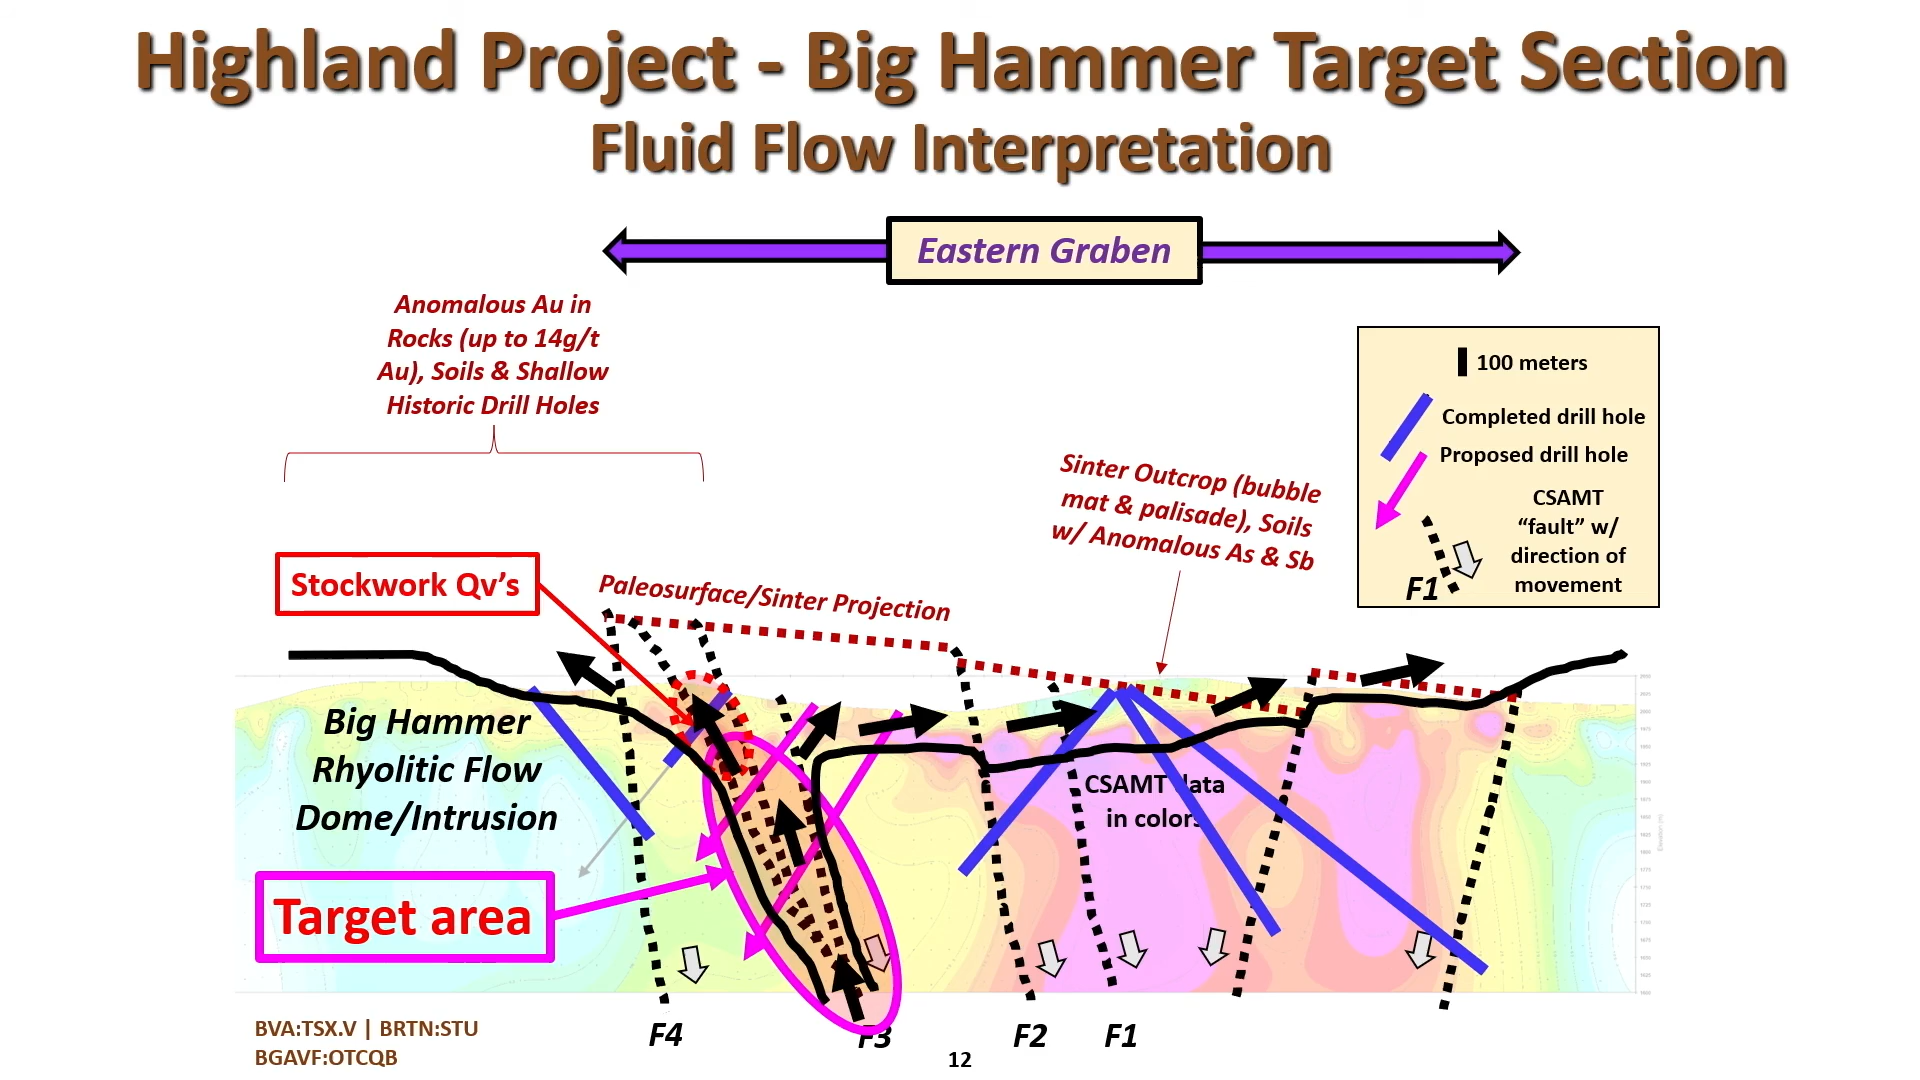 Highland Project - Big Hammer Target Section
Fluid Flow Interpretation
Eastern Graben
Anomalous Au in
Rocks (up to 14g/t
Au), Soils & Shallow
Historic Drill Holes
100 meters
Completed drill hole
Proposed drill hole
CSAMT
“fault” w/
direction of
movement
F1
Sinter Outcrop (bubble
mat & palisade), Soils
w/ Anomalous As & Sb
Stockwork Qv’s
Paleosurface/Sinter Projection
Big Hammer
Rhyolitic Flow
Dome/Intrusion
CSAMT data
in colors
Target area
F4
F3
F2
F1
BVA:TSX.V | BRTN:STU
BGAVF:OTCQB
12